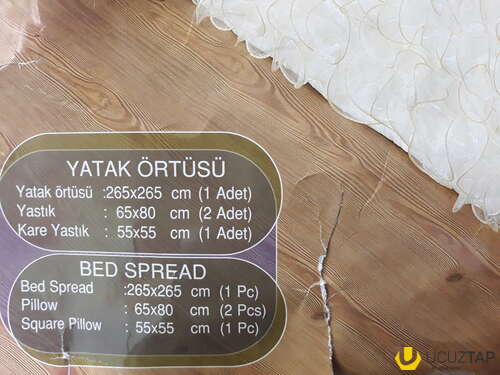 YATAK ÖRTÜSÜ
Yatak örtüsü :265x265 cm (1 Adet)
Yastık : 65x80 cm (2 Adet)
Kare Yastık : 55x55 cm (1 Adet)
BED SPREAD
Bed Spread :265x265 cm (1 Pc)
Pillow : 65x80 cm (2 Pcs)
Square Pillow : 55x55 cm (1 Pc)
UCUZTAP